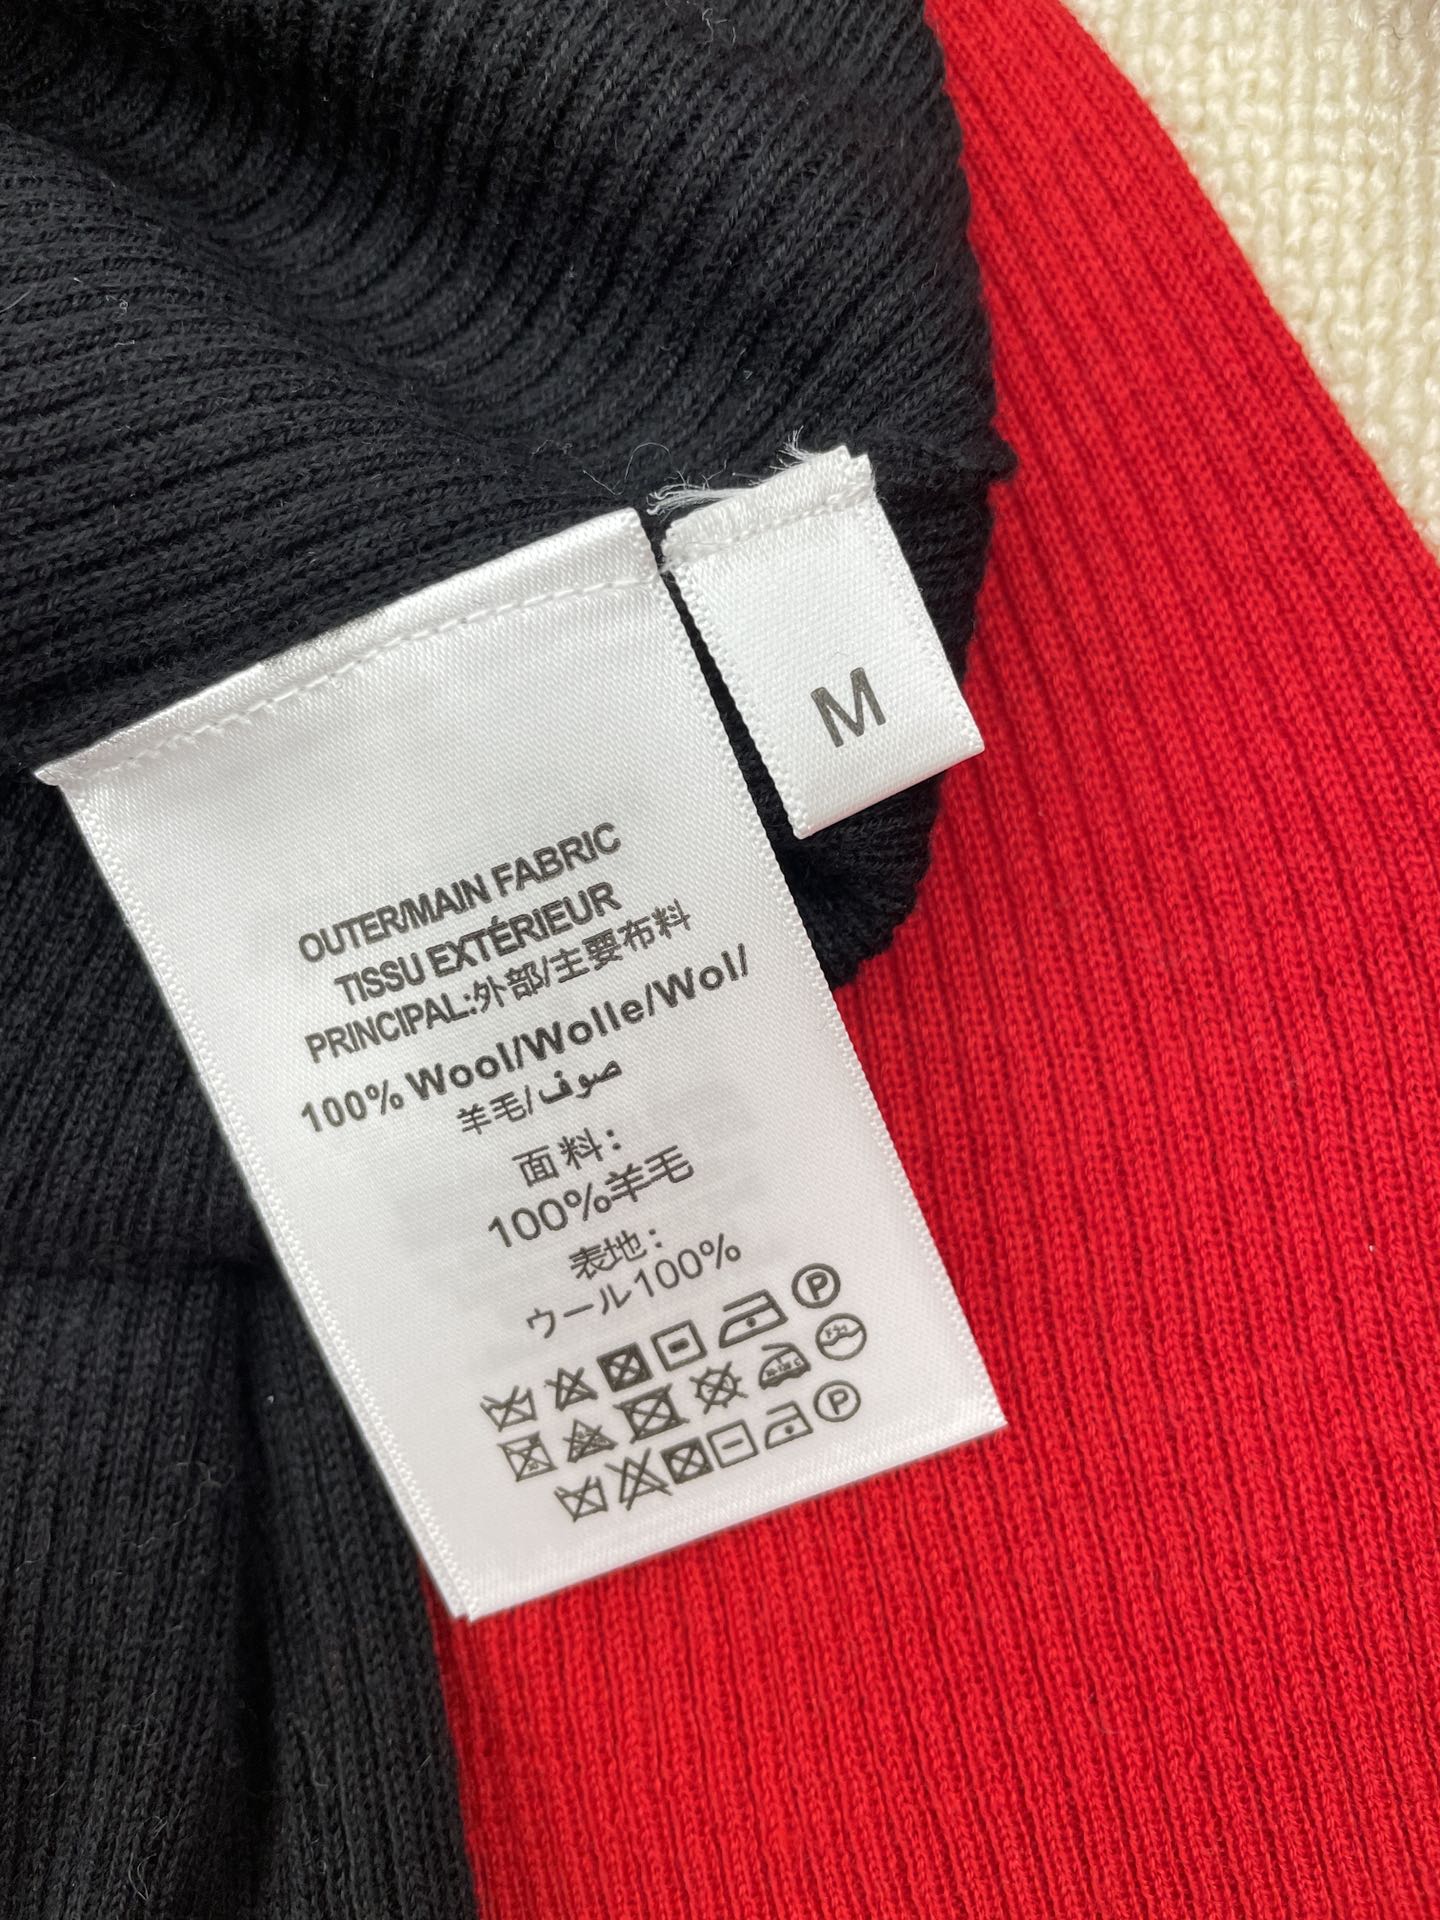 M
OUTER/MAIN FABRIC
TISSU EXTÉRIEUR
PRINCIPAL:外部/主要布料
100% Wool/Wolle/Wol/
羊毛/صوف
面料：
100%羊毛
表地：
ウール100%
P
P